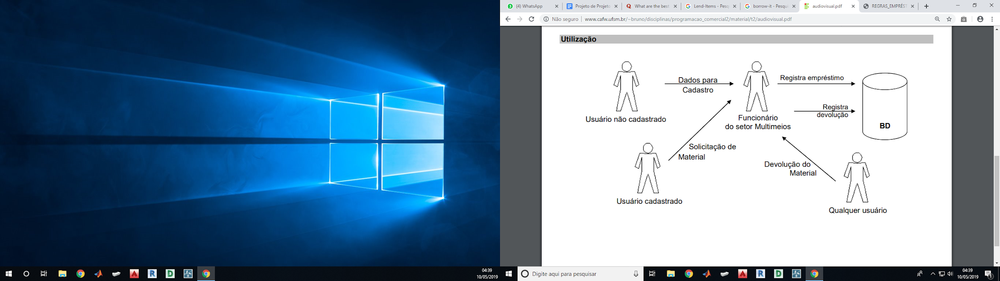 04:39
10/05/2019
(4) WhatsApp
Projeto de Projeto
What are the best
Lend-Items - Pesq
borrow-it - Pesqui
audiovisual.pdf
REGRAS_EMPRÉST
Não seguro
www.cafw.ufsm.br/~bruno/disciplinas/programacao_comercial2/material/t2/audiovisual.pdf
Utilização
Dados para
Cadastro
Registra empréstimo
Registra
devolução
Usuário não cadastrado
Funcionário
do setor Multimeios
BD
Solicitação de
Material
Devolução do
Material
Usuário cadastrado
Qualquer usuário
Digite aqui para pesquisar
04:39
10/05/2019
1